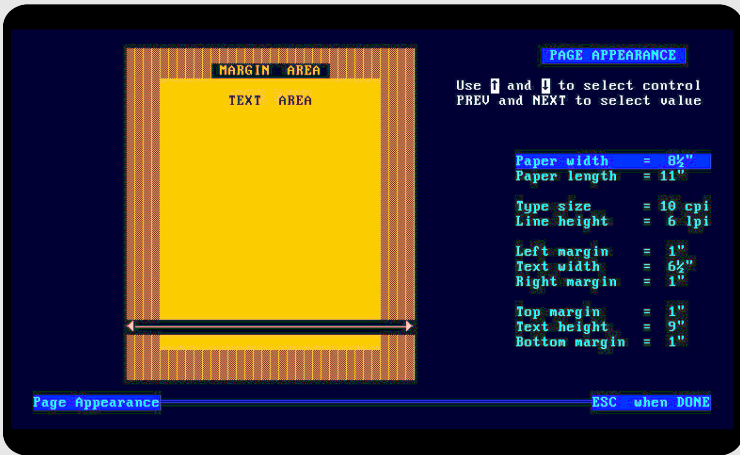 MARGIN AREA
TEXT AREA
PAGE APPEARANCE
Use ↑ and ↓ to select control
PREV and NEXT to select value
Paper width = 8½"
Paper length = 11"
Type size = 10 cpi
Line height = 6 lpi
Left margin = 1"
Text width = 6½"
Right margin = 1"
Top margin = 1"
Text height = 9"
Bottom margin = 1"
Page Appearance
ESC when DONE